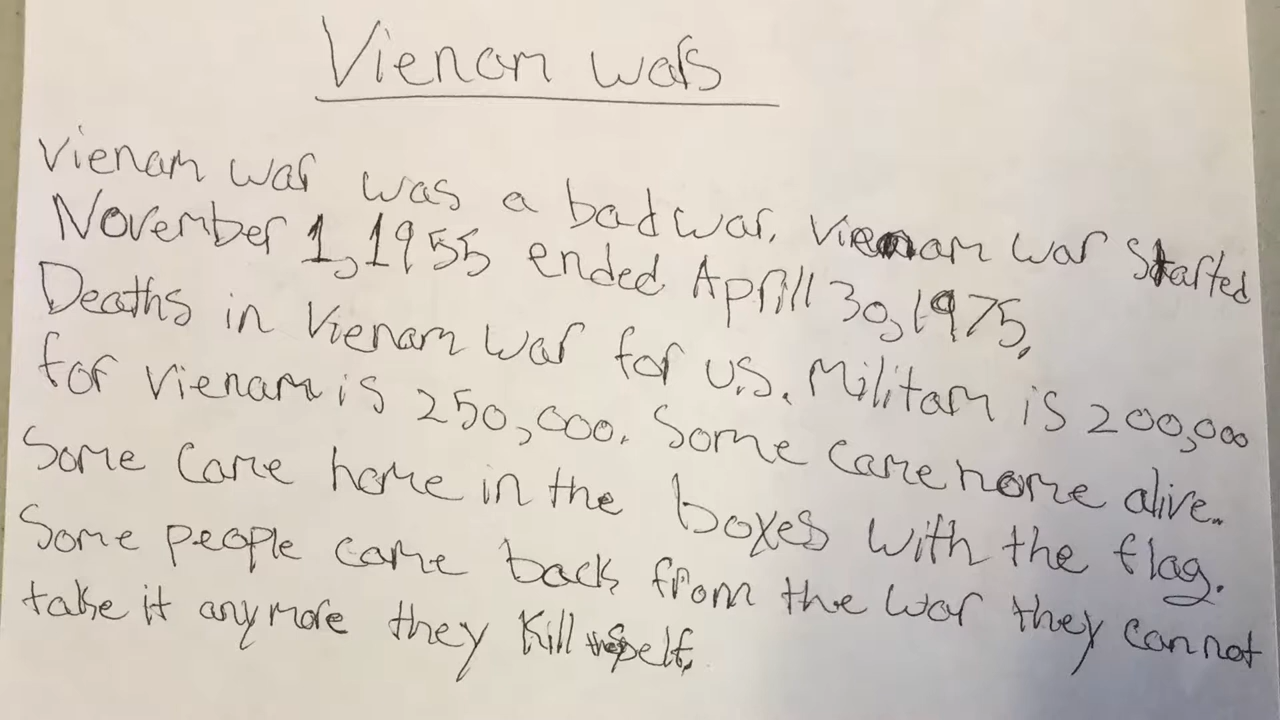 Vienam wars
Vienam war was a bad war. Vienam war Started
November 1, 1955 ended Aprill 30, 1975.
Deaths in Vienam War for U.S. Militam is 200,000
for Vienam is 250,000. Some came home alive.
Some came home in the boxes with the flag.
Some people came back from the war they cannot
take it anymore they Kill themself.